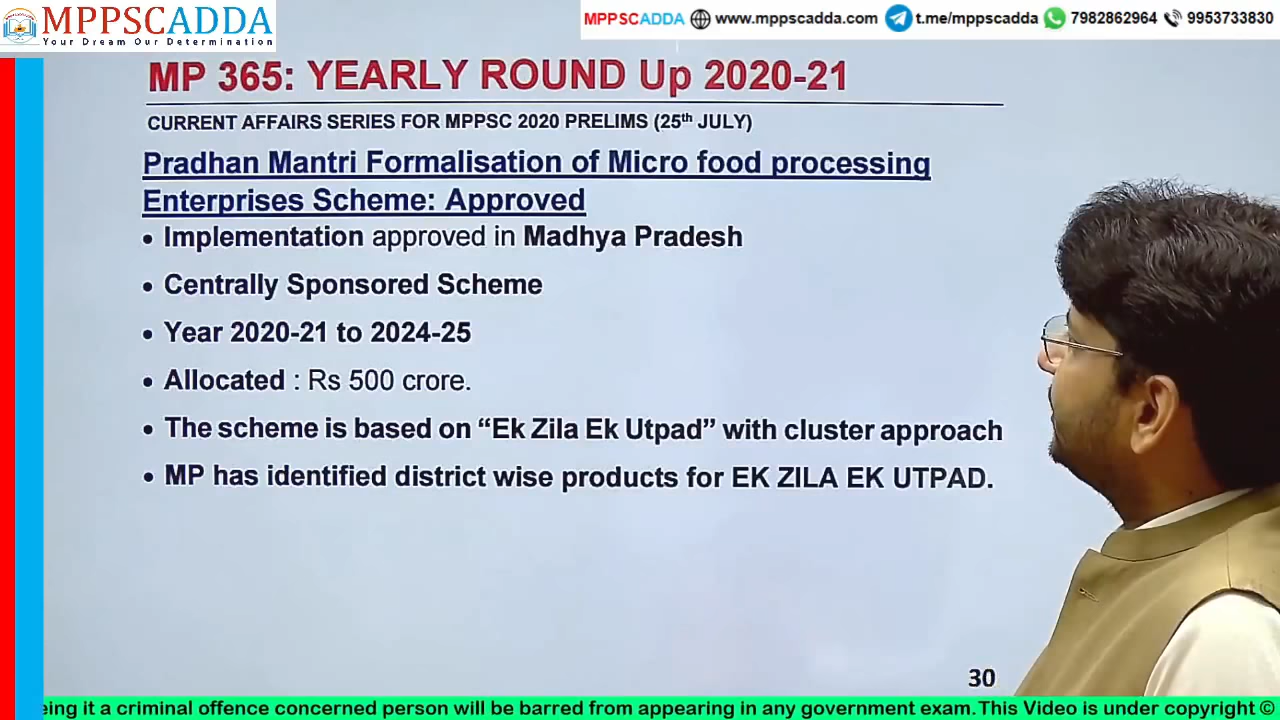 MPPSCADDA
Your Dream Our Determination
MPPSCADDA www.mppscadda.com t.me/mppscadda 7982862964 9953733830
MP 365: YEARLY ROUND Up 2020-21
CURRENT AFFAIRS SERIES FOR MPPSC 2020 PRELIMS (25th JULY)
Pradhan Mantri Formalisation of Micro food processing
Enterprises Scheme: Approved
• Implementation approved in Madhya Pradesh
• Centrally Sponsored Scheme
• Year 2020-21 to 2024-25
• Allocated : Rs 500 crore.
• The scheme is based on “Ek Zila Ek Utpad” with cluster approach
• MP has identified district wise products for EK ZILA EK UTPAD.
30
eing it a criminal offence concerned person will be barred from appearing in any government exam.This Video is under copyright ©